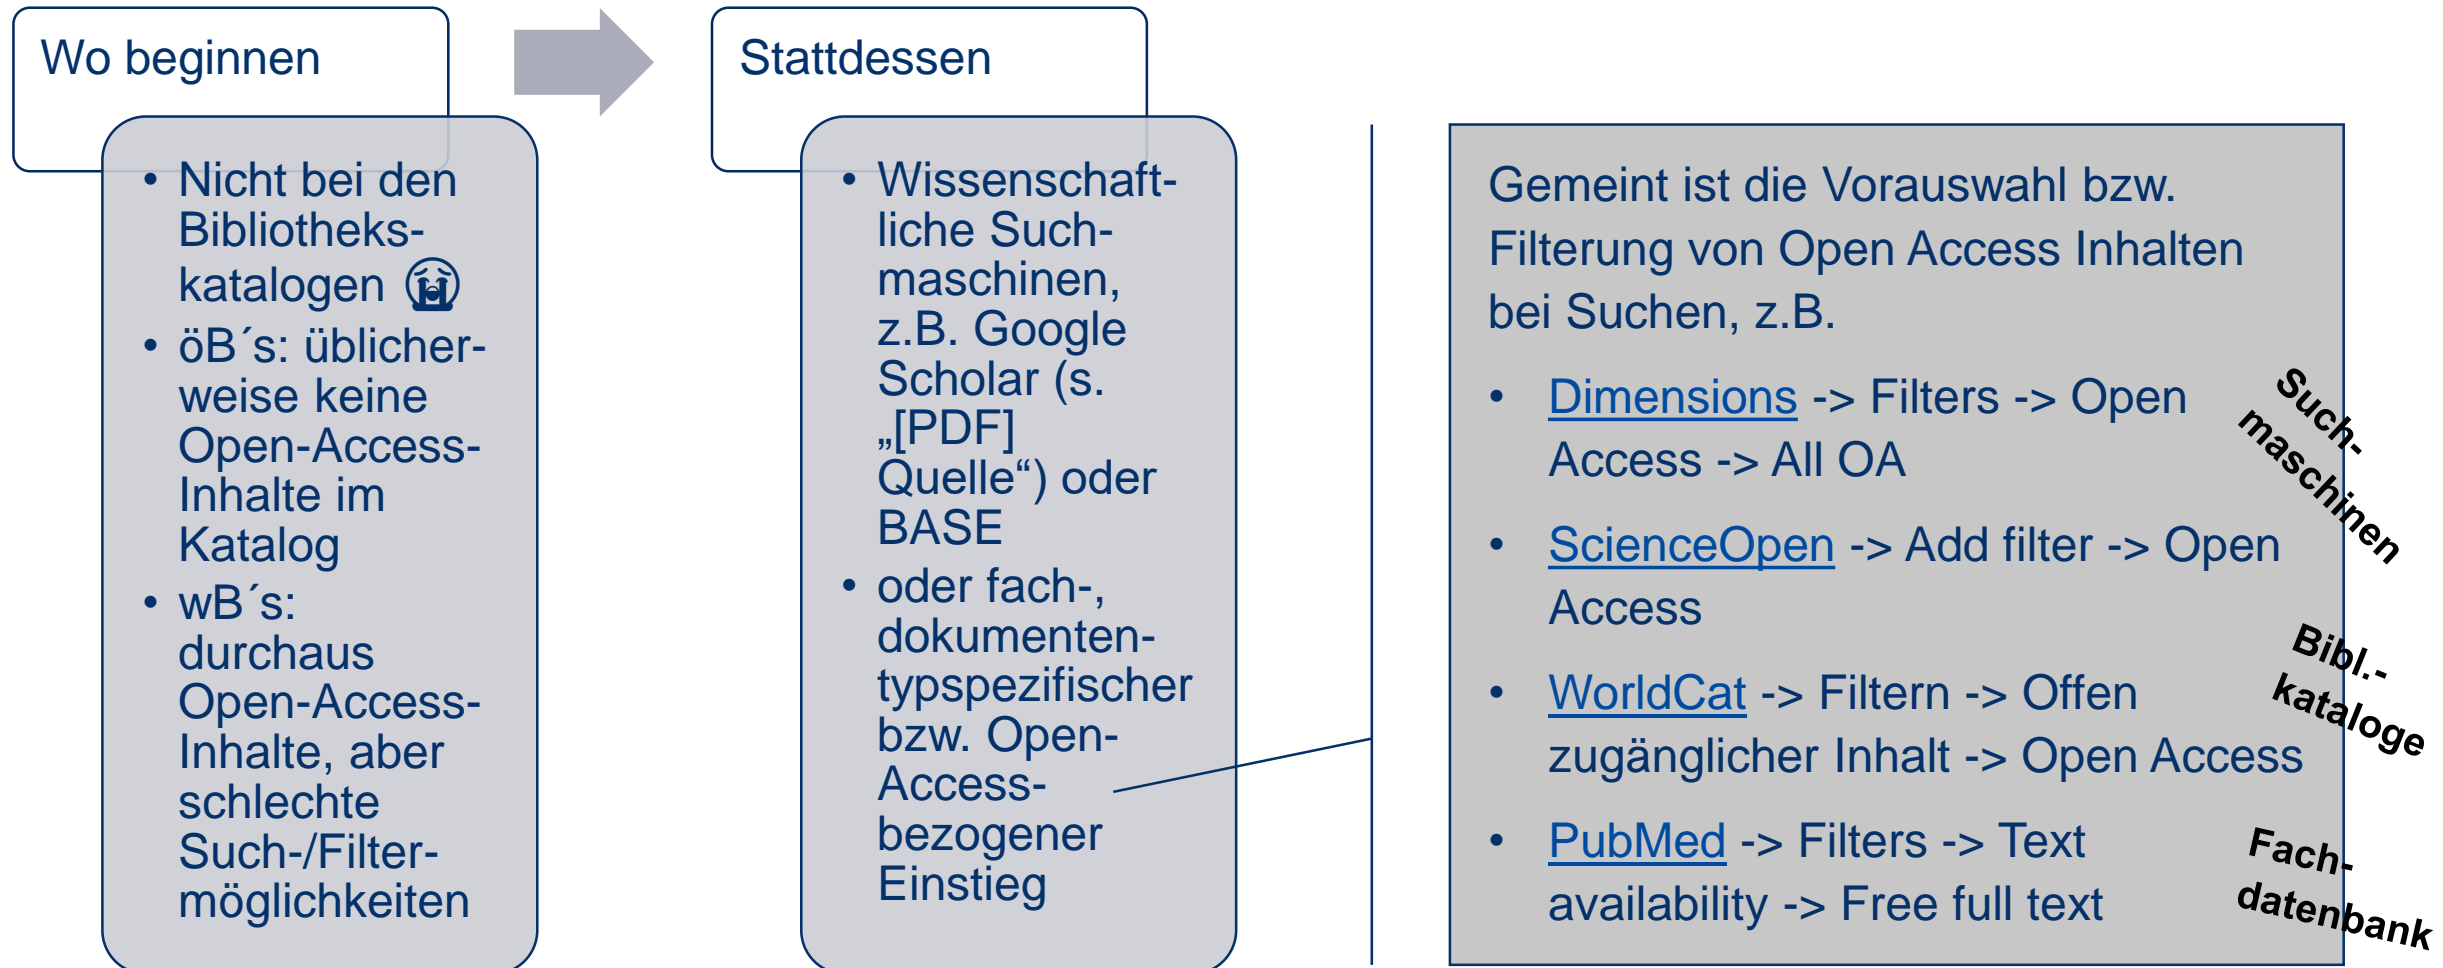 Wo beginnen
• Nicht bei den
Bibliotheks-
katalogen 😭
• öB´s: üblicher-
weise keine
Open-Access-
Inhalte im
Katalog
• wB´s:
durchaus
Open-Access-
Inhalte, aber
schlechte
Such-/Filter-
möglichkeiten
Stattdessen
• Wissenschaft-
liche Such-
maschinen,
z.B. Google
Scholar (s.
„[PDF]
Quelle“) oder
BASE
• oder fach-,
dokumenten-
typspezifischer
bzw. Open-
Access-
bezogener
Einstieg
Gemeint ist die Vorauswahl bzw.
Filterung von Open Access Inhalten
bei Suchen, z.B.
• Dimensions -> Filters -> Open
Access -> All OA
• ScienceOpen -> Add filter -> Open
Access
• WorldCat -> Filtern -> Offen
zugänglicher Inhalt -> Open Access
• PubMed -> Filters -> Text
availability -> Free full text
Such-
maschinen
Bibl.-
kataloge
Fach-
datenbank